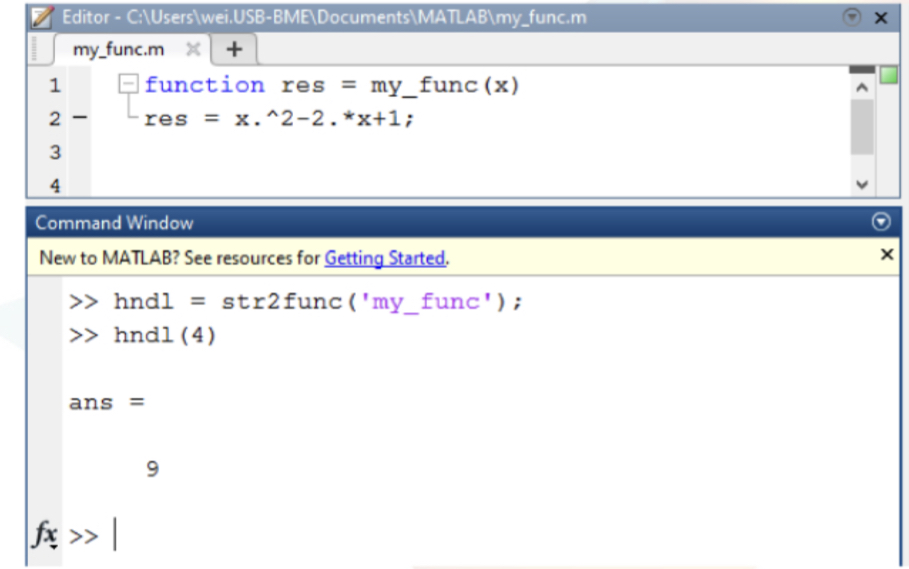 Editor - C:\Users\wei.USB-BME\Documents\MATLAB\my_func.m
my_func.m
1 function res = my_func(x)
2 - res = x.^2-2.*x+1;
3
4
Command Window
New to MATLAB? See resources for Getting Started.
>> hndl = str2func('my_func');
>> hndl(4)
ans =
9
fx >>